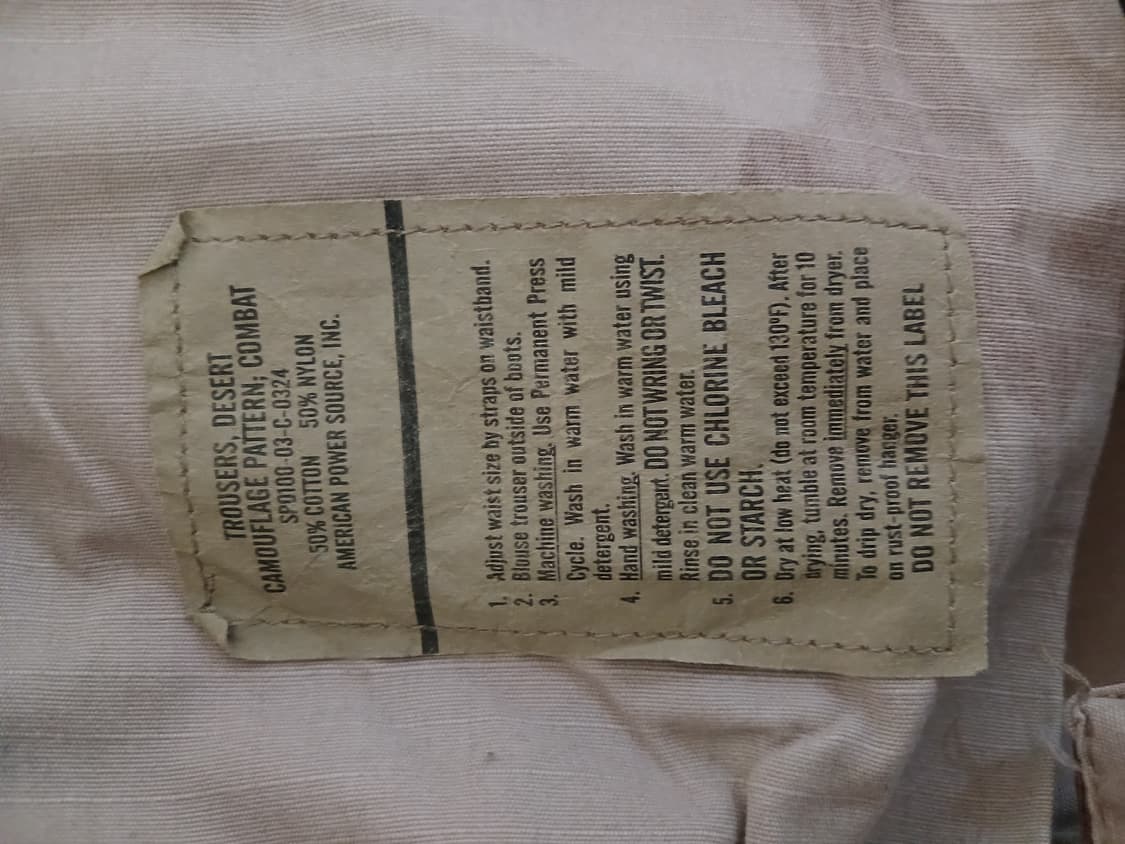 TROUSERS, DESERT
CAMOUFLAGE PATTERN; COMBAT
SPO100-03-C-0324
50% COTTON 50% NYLON
AMERICAN POWER SOURCE, INC.
1. Adjust waist size by straps on waistband.
2. Blouse trouser outside of boots.
3. Machine washing. Use Permanent Press
Cycle. Wash in warm water with mild
detergent.
4. Hand washing. Wash in warm water using
mild detergent. DO NOT WRING OR TWIST.
Rinse in clean warm water.
5. DO NOT USE CHLORINE BLEACH
OR STARCH.
6. Dry at low heat (do not exceed 130°F). After
drying, tumble at room temperature for 10
minutes. Remove immediately from dryer.
To drip dry, remove from water and place
on rust-proof hanger.
DO NOT REMOVE THIS LABEL